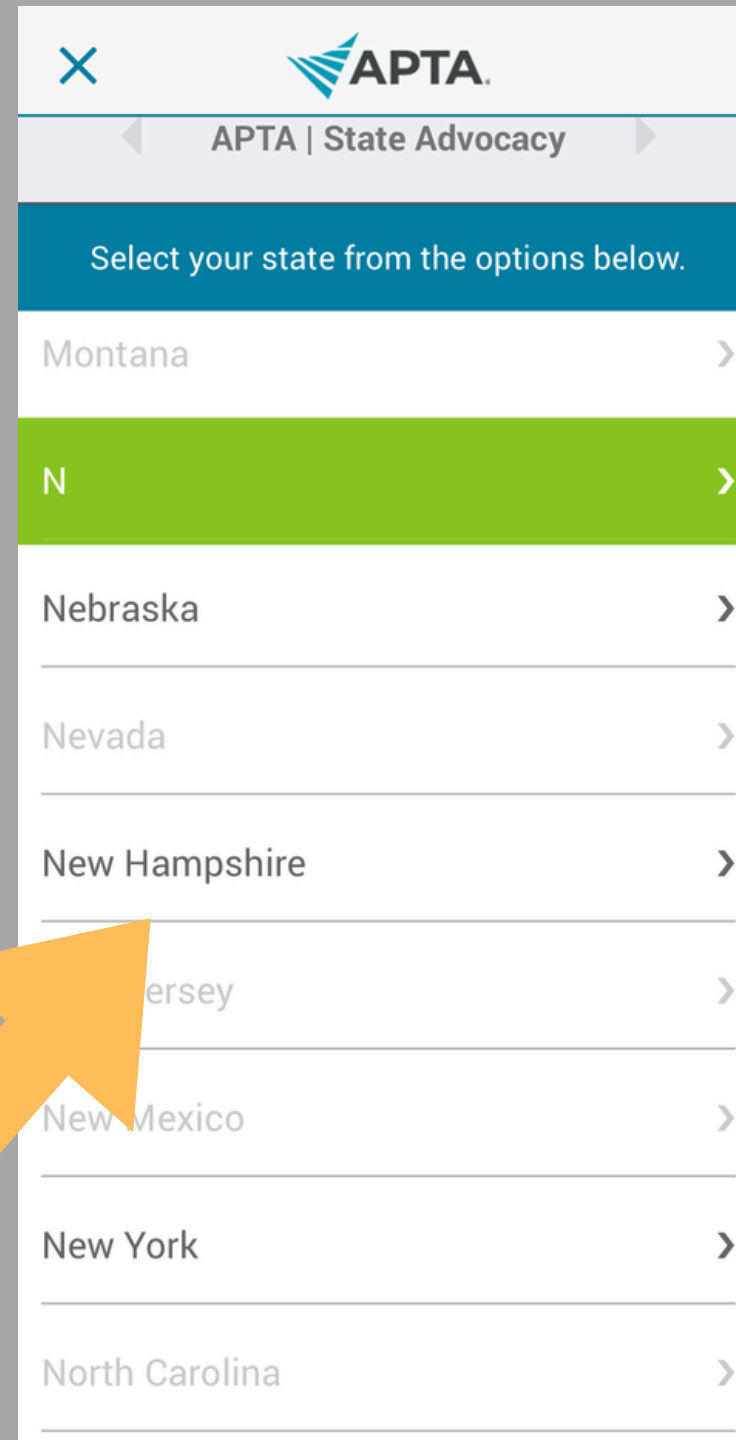 APTA.
APTA | State Advocacy
Select your state from the options below.
Montana
N
Nebraska
Nevada
New Hampshire
ersey
New Mexico
New York
North Carolina